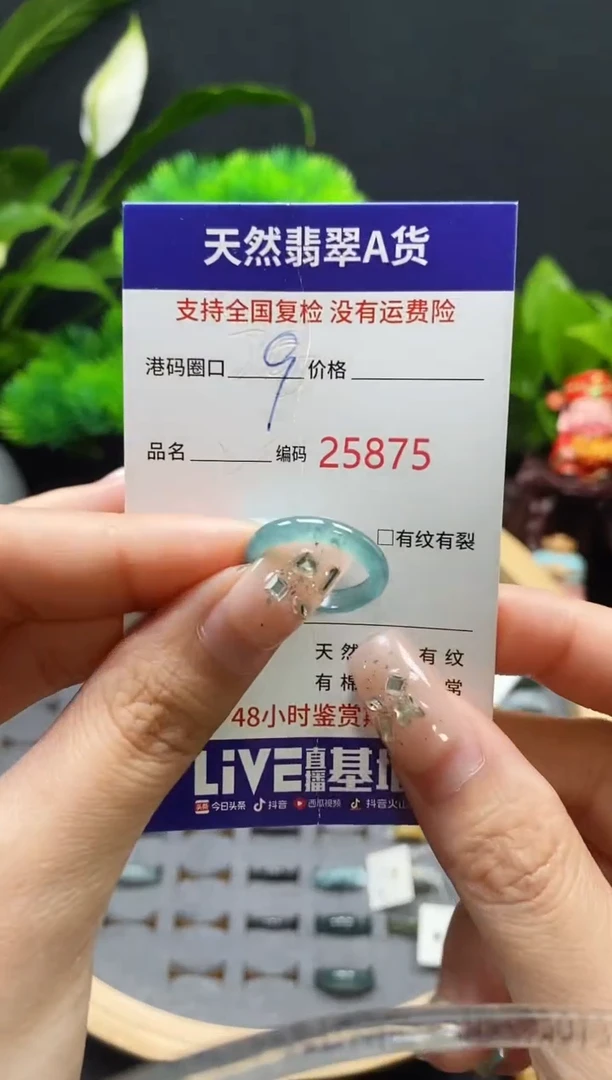 天然翡翠A货
支持全国复检 没有运费险
港码圈口 9 价格
品名 编码 25875
□有纹有裂
天然 有纹
有棉 常
48小时鉴赏期
LiVE直播基地
头条 今日头条 抖音 西瓜视频 抖音火山